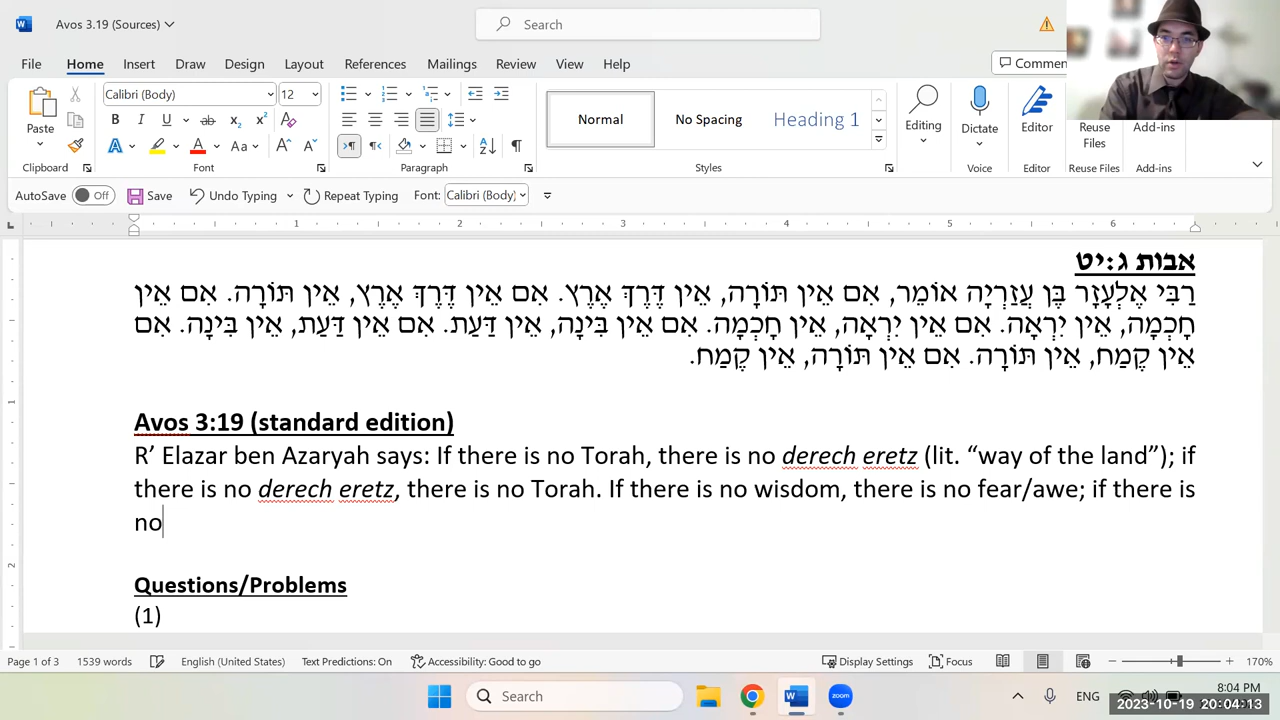 Avos 3.19 (Sources)
Search
File Home Insert Draw Design Layout References Mailings Review View Help
Commen
Calibri (Body) 12
Paste
Normal
No Spacing
Heading 1
Editing
Dictate
Editor
Reuse Files
Add-ins
Clipboard Font Paragraph Styles Voice Editor Reuse Files Add-ins
AutoSave Off Save Undo Typing Repeat Typing Font: Calibri (Body)
1 2 3 4 5 6
אבות ג:יט
רַבִּי אֶלְעָזָר בֶּן עֲזַרְיָה אוֹמֵר, אִם אֵין תּוֹרָה, אֵין דֶּרֶךְ אֶרֶץ. אִם אֵין דֶּרֶךְ אֶרֶץ, אֵין תּוֹרָה. אִם אֵין
חָכְמָה, אֵין יִרְאָה. אִם אֵין יִרְאָה, אֵין חָכְמָה. אִם אֵין בִּינָה, אֵין דַּעַת. אִם אֵין דַּעַת, אֵין בִּינָה. אִם
אֵין קֶמַח, אֵין תּוֹרָה. אִם אֵין תּוֹרָה, אֵין קֶמַח.
Avos 3:19 (standard edition)
R’ Elazar ben Azaryah says: If there is no Torah, there is no derech eretz (lit. “way of the land”); if
there is no derech eretz, there is no Torah. If there is no wisdom, there is no fear/awe; if there is
no
Questions/Problems
(1)
Page 1 of 3 1539 words English (United States) Text Predictions: On Accessibility: Good to go Display Settings Focus 170%
Search
ENG
8:04 PM
2023-10-19 20:04:13